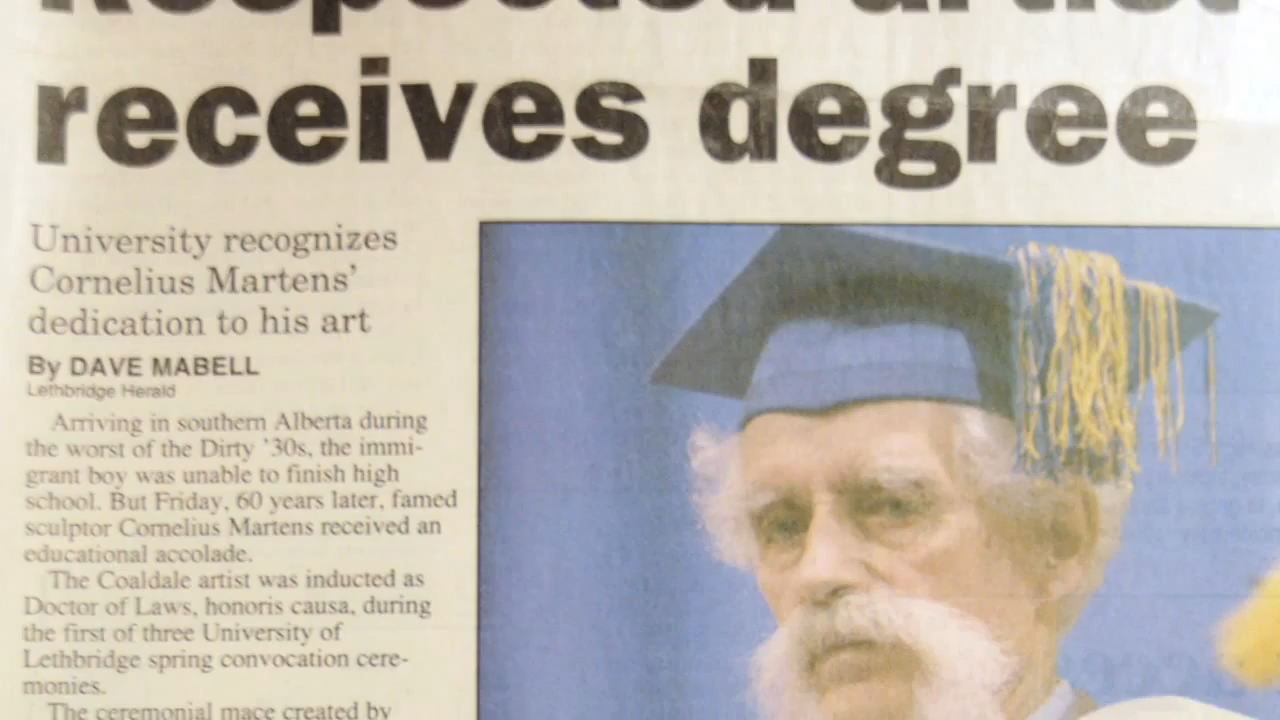 Respected artist
receives degree
University recognizes
Cornelius Martens’
dedication to his art
By DAVE MABELL
Lethbridge Herald
Arriving in southern Alberta during
the worst of the Dirty ’30s, the immi-
grant boy was unable to finish high
school. But Friday, 60 years later, famed
sculptor Cornelius Martens received an
educational accolade.
The Coaldale artist was inducted as
Doctor of Laws, honoris causa, during
the first of three University of
Lethbridge spring convocation cere-
monies.
The ceremonial mace created by